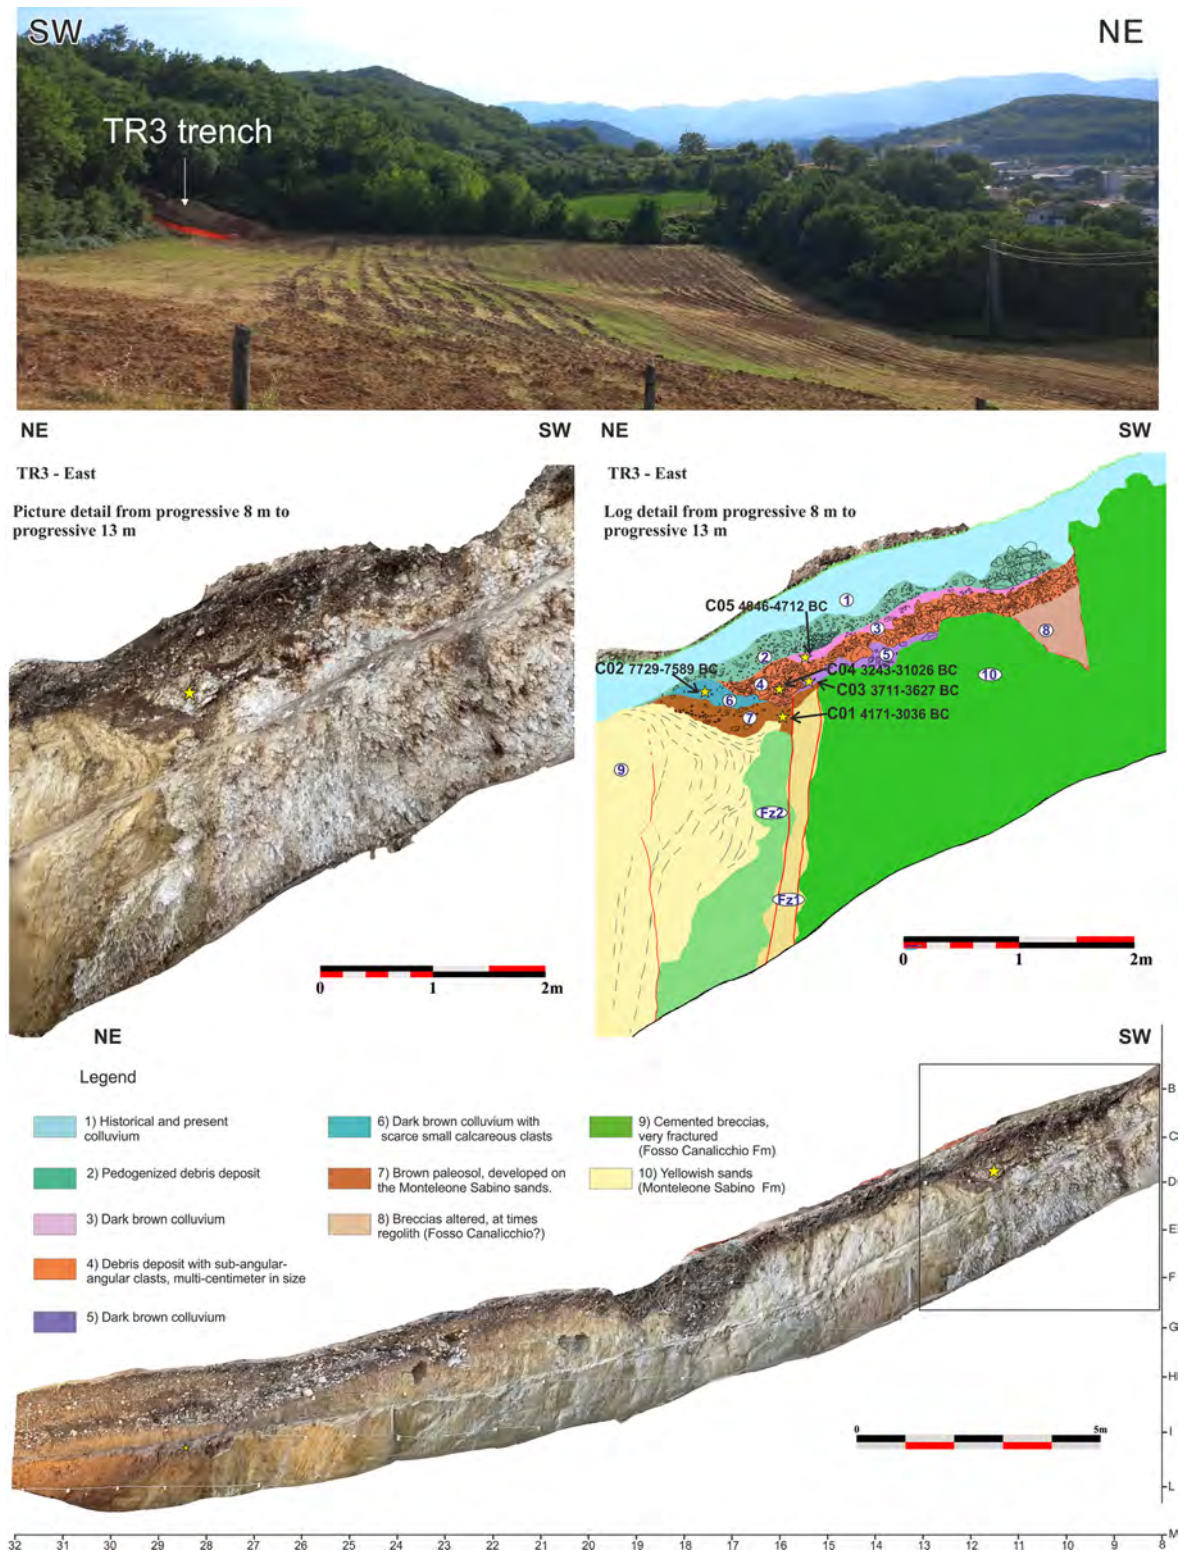 SW
NE
TR3 trench
NE
SW
TR3 - East
Picture detail from progressive 8 m to
progressive 13 m
0
1
2m
NE
SW
TR3 - East
Log detail from progressive 8 m to
progressive 13 m
C05 4846-4712 BC
C02 7729-7589 BC
C04 3243-31026 BC
C03 3711-3627 BC
C01 4171-3036 BC
1
2
3
4
5
6
7
8
9
10
Fz2
Fz1
0
1
2m
NE
SW
Legend
1) Historical and present
colluvium
2) Pedogenized debris deposit
3) Dark brown colluvium
4) Debris deposit with sub-angular-
angular clasts, multi-centimeter in size
5) Dark brown colluvium
6) Dark brown colluvium with
scarce small calcareous clasts
7) Brown paleosol, developed on
the Monteleone Sabino sands.
8) Breccias altered, at times
regolith (Fosso Canalicchio?)
9) Cemented breccias,
very fractured
(Fosso Canalicchio Fm)
10) Yellowish sands
(Monteleone Sabino Fm)
B
C
D
E
F
G
H
I
L
M
0
5m
32 31 30 29 28 27 26 25 24 23 22 21 20 19 18 17 16 15 14 13 12 11 10 9 8